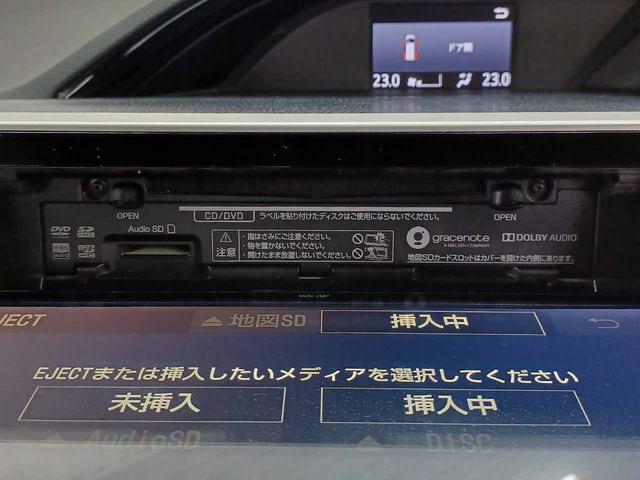 ドア開
23.0 23.0
OPEN
CD/DVD ラベルを貼り付けたディスクはご使用にならないでください。
OPEN
Audio SD
注意
・指はさみにご注意ください。
・物を置かないでください。
・開けたまま放置しないでください。
gracenote
A NIELSEN COMPANY
DOLBY AUDIO
地図SDカードスロットはカバーを開けた内側にあります。
DVD
VIDEO
NSZN-Z68T
JECT
地図SD
挿入中
EJECTまたは挿入したいメディアを選択してください
未挿入
挿入中
AudioSD
DISC